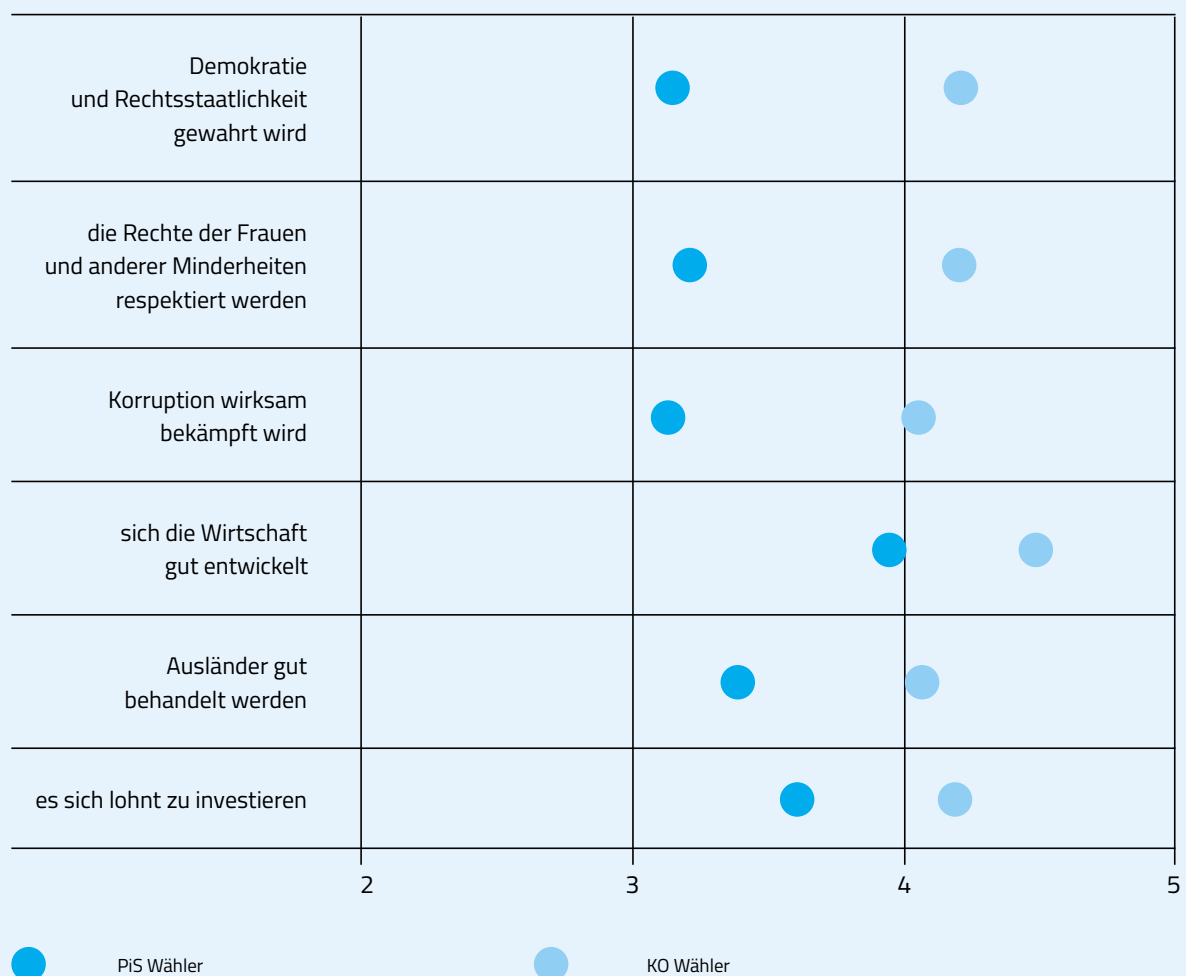 Demokratie
und Rechtsstaatlichkeit
gewahrt wird
die Rechte der Frauen
und anderer Minderheiten
respektiert werden
Korruption wirksam
bekämpft wird
sich die Wirtschaft
gut entwickelt
Ausländer gut
behandelt werden
es sich lohnt zu investieren
2 3 4 5
PiS Wähler KO Wähler